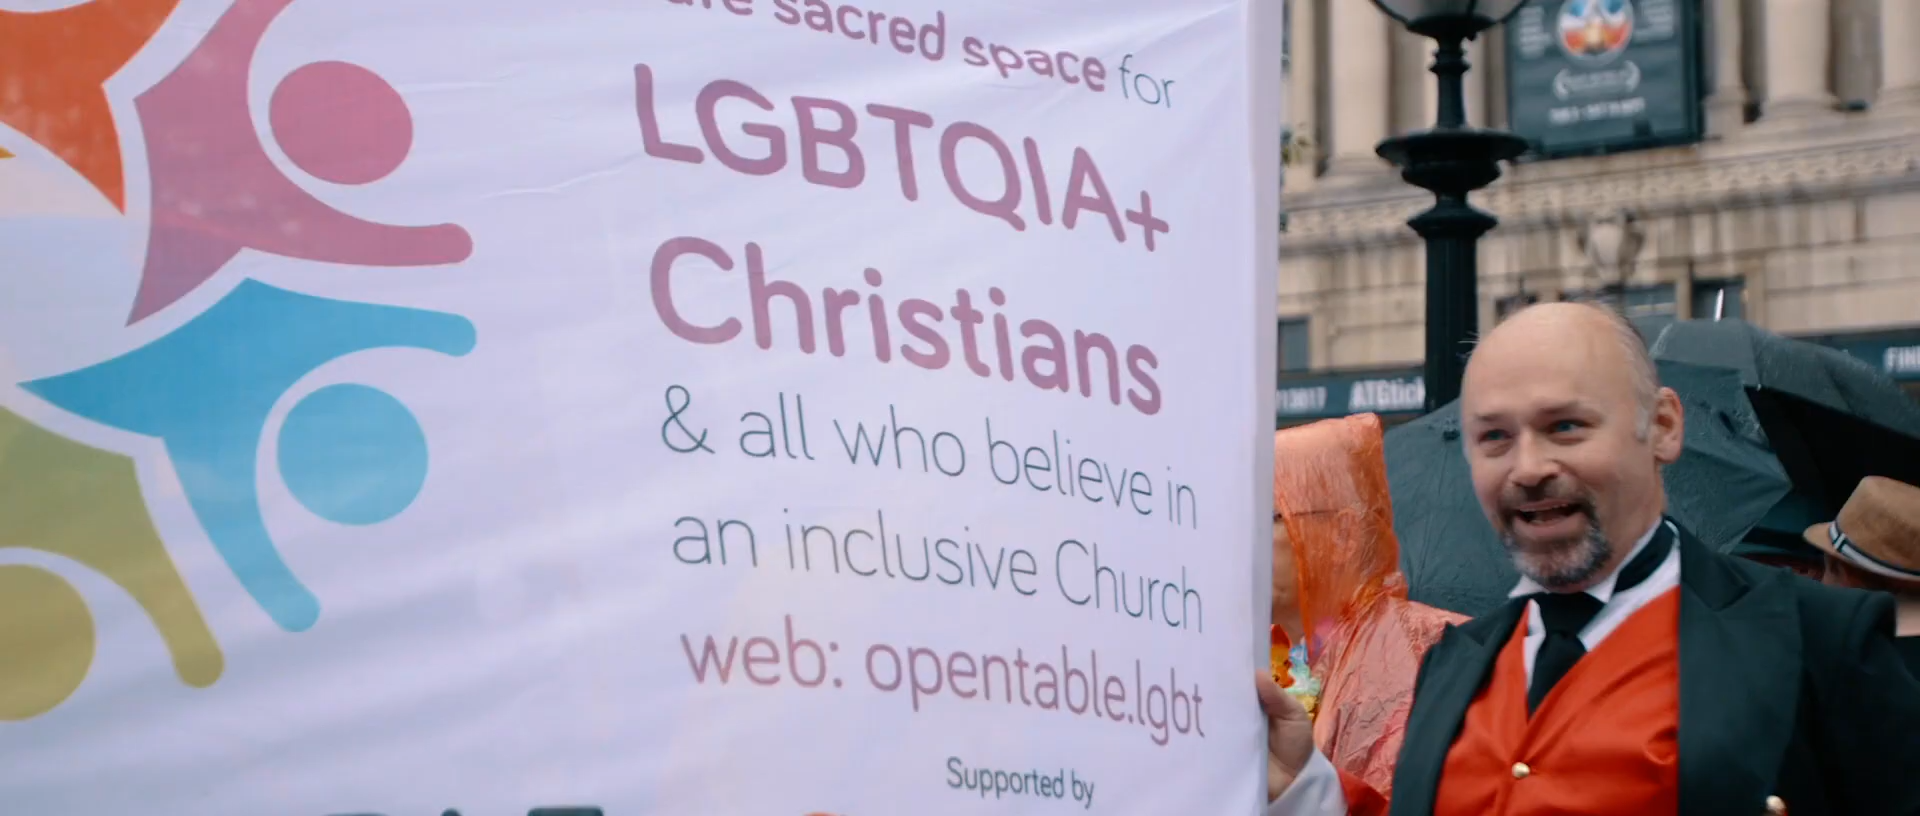 sacred space for
LGBTQIA+
Christians
& all who believe in
an inclusive Church
web: opentable.lgbt
Supported by